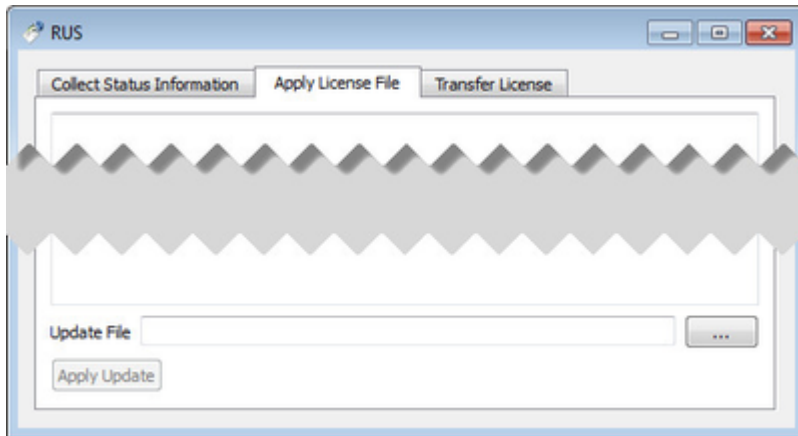 RUS
Collect Status Information Apply License File Transfer License
Update File ...
Apply Update